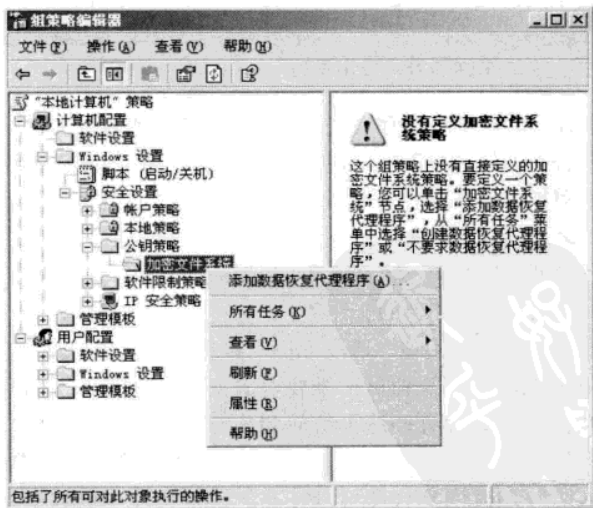 组策略编辑器
文件(F) 操作(A) 查看(V) 帮助(H)
“本地计算机” 策略
计算机配置
软件设置
Windows 设置
脚本 (启动/关机)
安全设置
帐户策略
本地策略
公钥策略
加密文件系统
软件限制策略
IP 安全策略
管理模板
用户配置
软件设置
Windows 设置
管理模板
没有定义加密文件系
统策略
这个组策略上没有直接定义的加
密文件系统策略。要定义一个策
略,您可以单击“加密文件系
统”节点,选择“添加数据恢复
代理程序”,从“所有任务”菜
单中选择“创建数据恢复代理程
序”或“不要求数据恢复代理程
序”。
添加数据恢复代理程序(A)...
所有任务(K)
查看(V)
刷新(F)
属性(R)
帮助(H)
包括了所有可对此对象执行的操作。